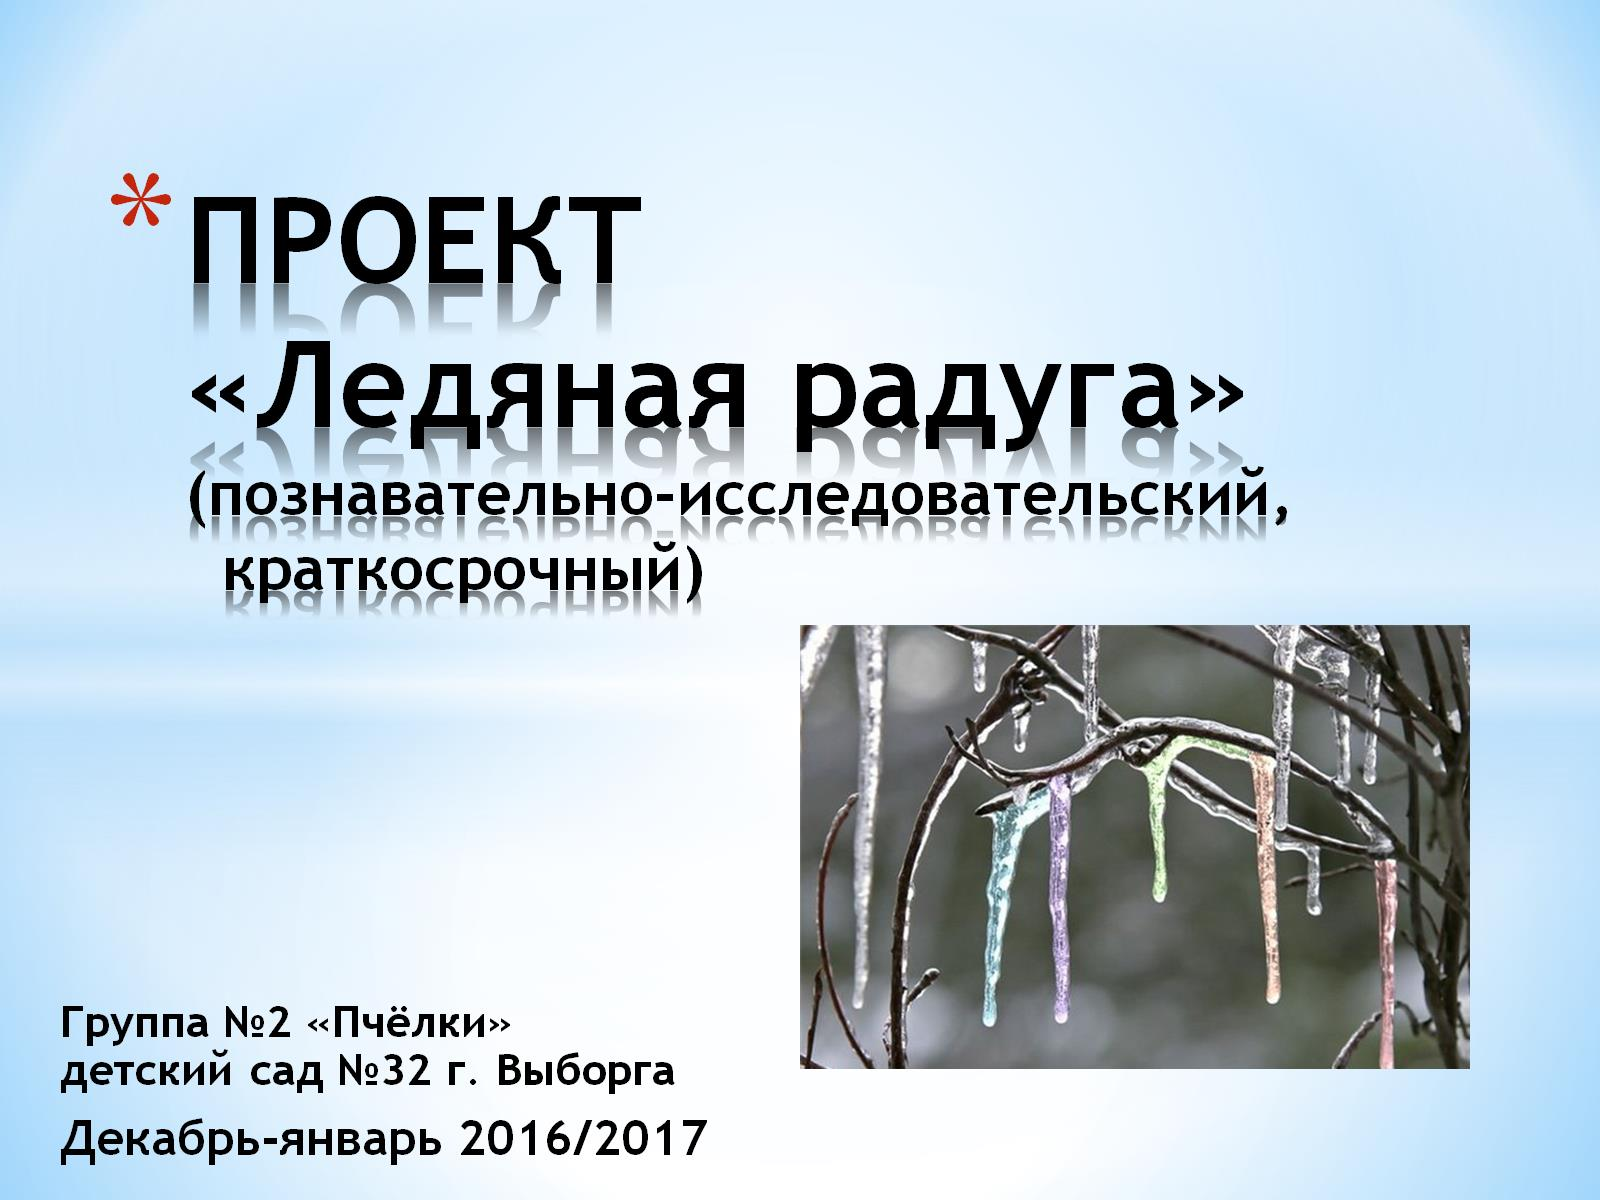 * ПРОЕКТ
«Ледяная радуга»
(познавательно-исследовательский,
краткосрочный)
Группа №2 «Пчёлки»
детский сад №32 г. Выборга
Декабрь-январь 2016/2017